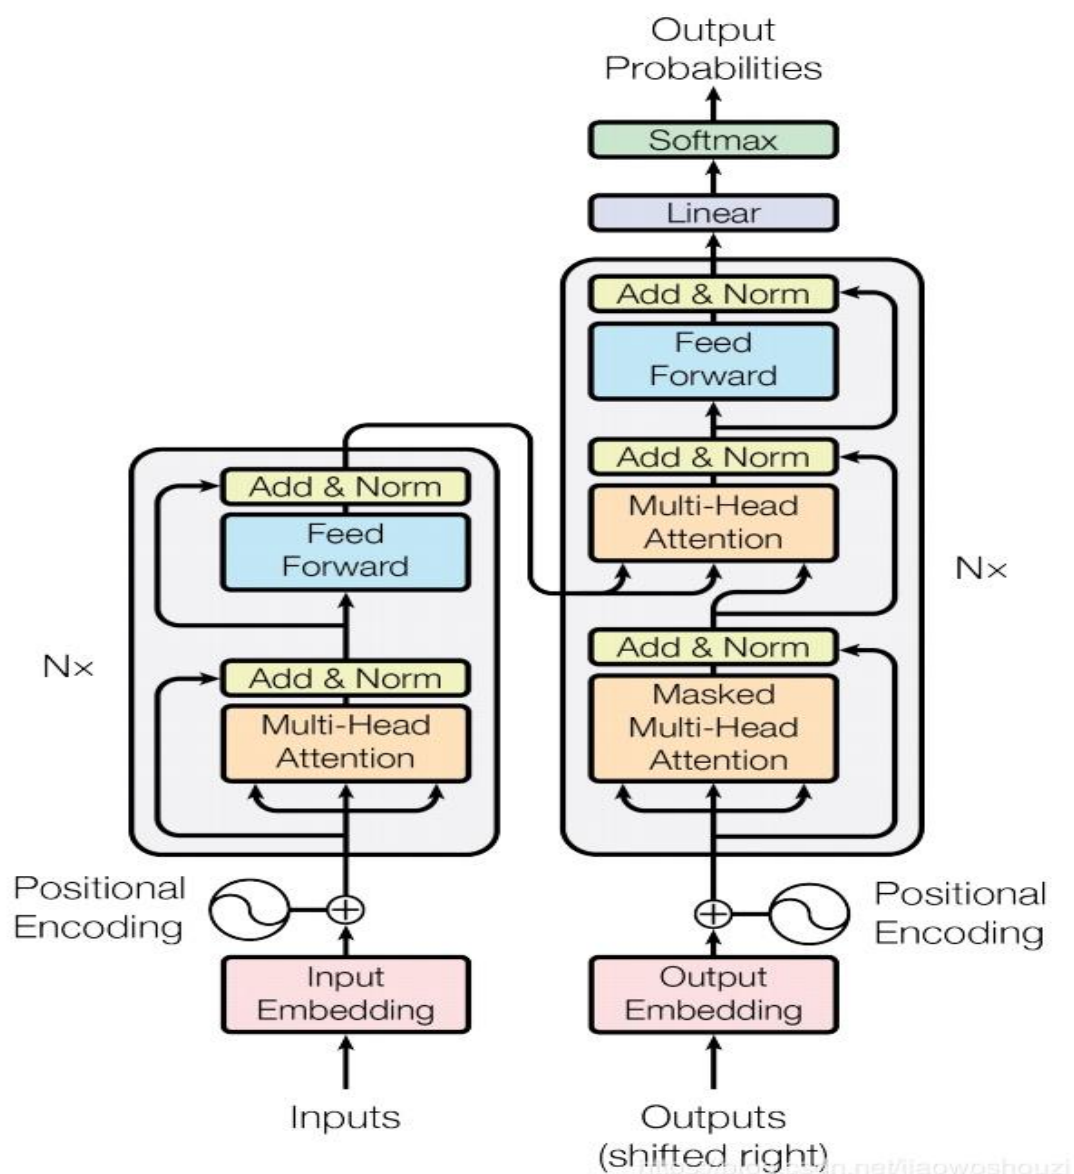 Output
Probabilities
Softmax
Linear
Add & Norm
Feed
Forward
Add & Norm
Multi-Head
Attention
Nx
Add & Norm
Masked
Multi-Head
Attention
Add & Norm
Feed
Forward
Nx
Add & Norm
Multi-Head
Attention
Positional
Encoding
Positional
Encoding
Input
Embedding
Output
Embedding
Inputs
Outputs
(shifted right)